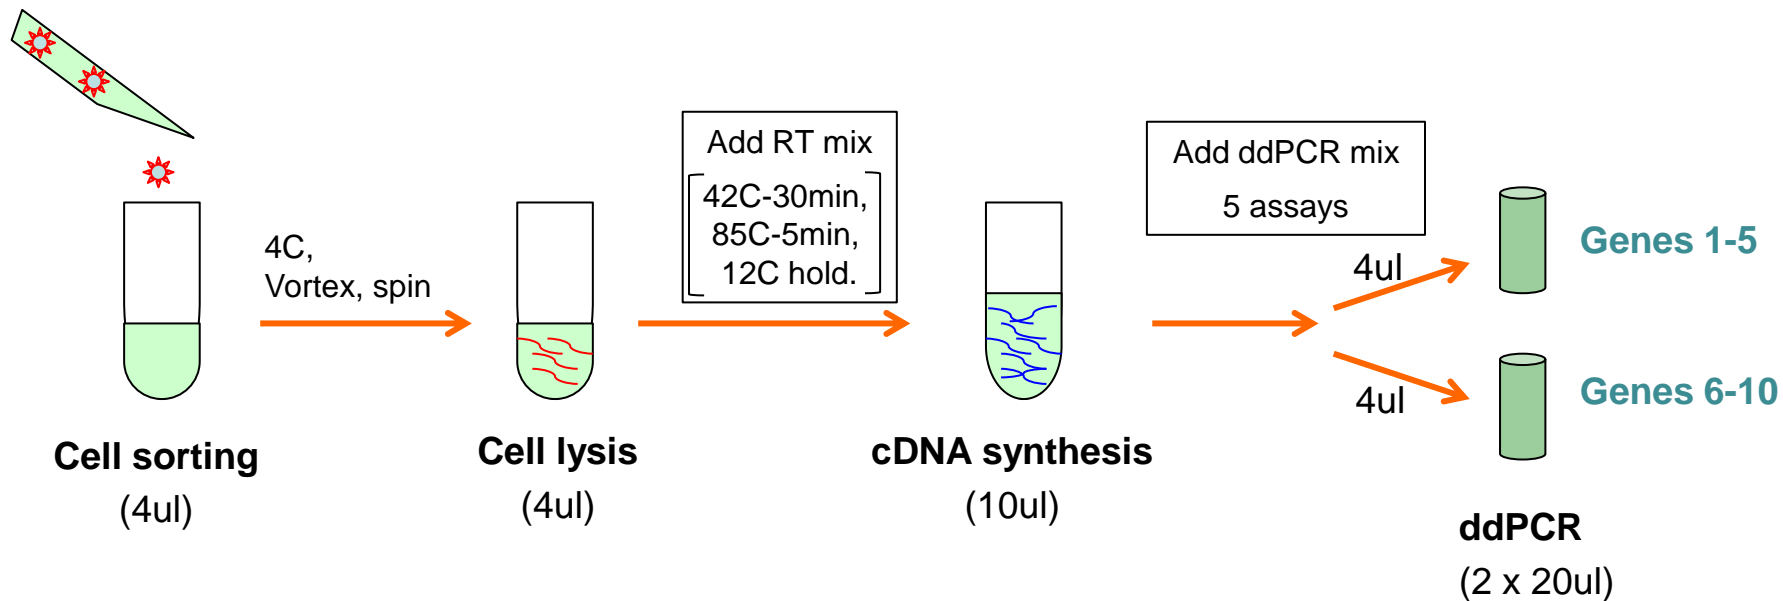 4C,
Vortex, spin
Add RT mix
42C-30min,
85C-5min,
12C hold.
Add ddPCR mix
5 assays
4ul
4ul
Genes 1-5
Genes 6-10
Cell sorting
(4ul)
Cell lysis
(4ul)
cDNA synthesis
(10ul)
ddPCR
(2 x 20ul)